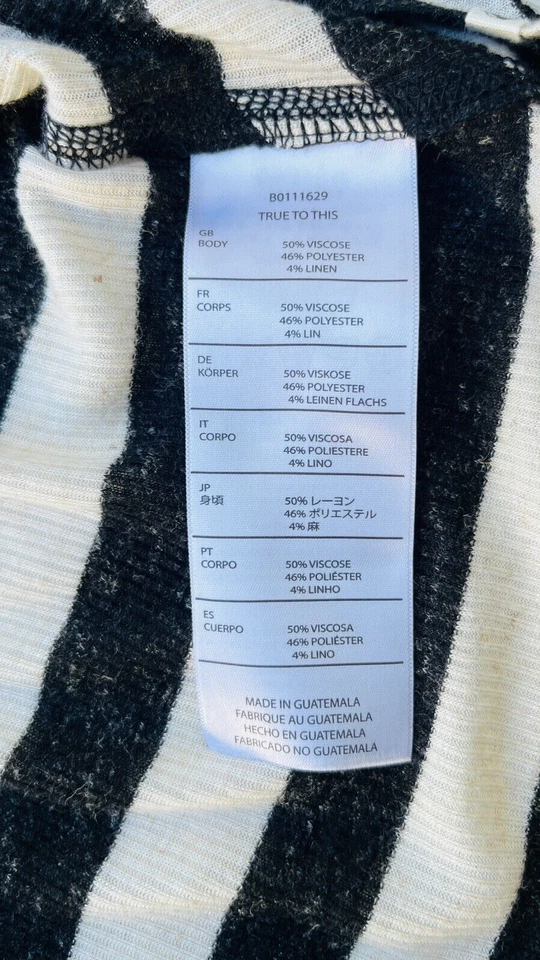 B0111629
TRUE TO THIS
GB
BODY
50% VISCOSE
46% POLYESTER
4% LINEN
FR
CORPS
50% VISCOSE
46% POLYESTER
4% LIN
DE
KÖRPER
50% VISKOSE
46% POLYESTER
4% LEINEN FLACHS
IT
CORPO
50% VISCOSA
46% POLIESTERE
4% LINO
JP
身頃
50% レーヨン
46% ポリエステル
4% 麻
PT
CORPO
50% VISCOSE
46% POLIÉSTER
4% LINHO
ES
CUERPO
50% VISCOSA
46% POLIÉSTER
4% LINO
MADE IN GUATEMALA
FABRIQUE AU GUATEMALA
HECHO EN GUATEMALA
FABRICADO NO GUATEMALA